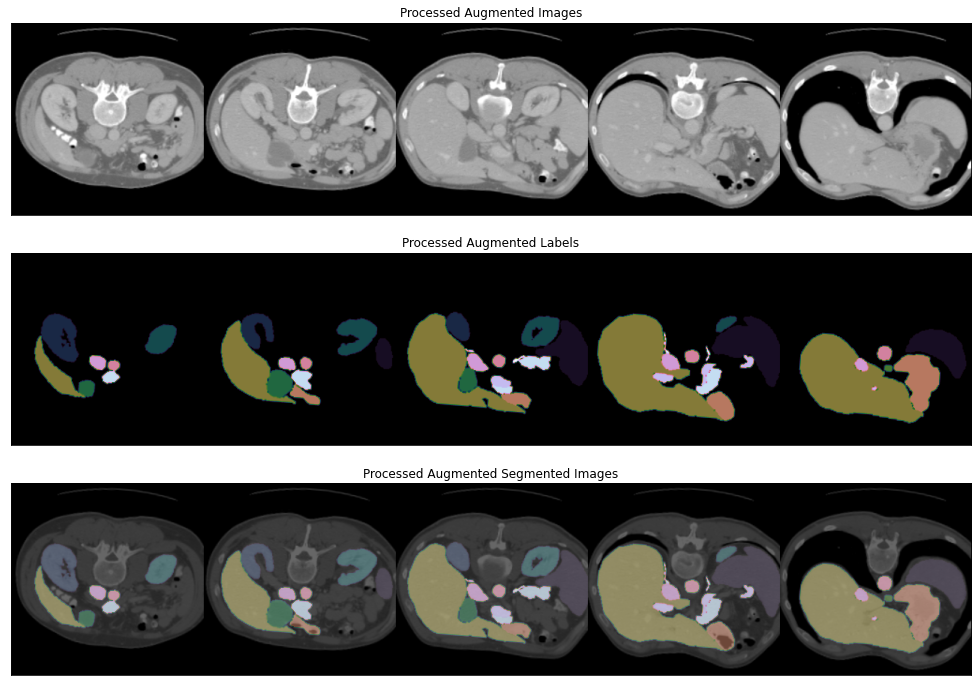 Processed Augmented Images
Processed Augmented Labels
Processed Augmented Segmented Images